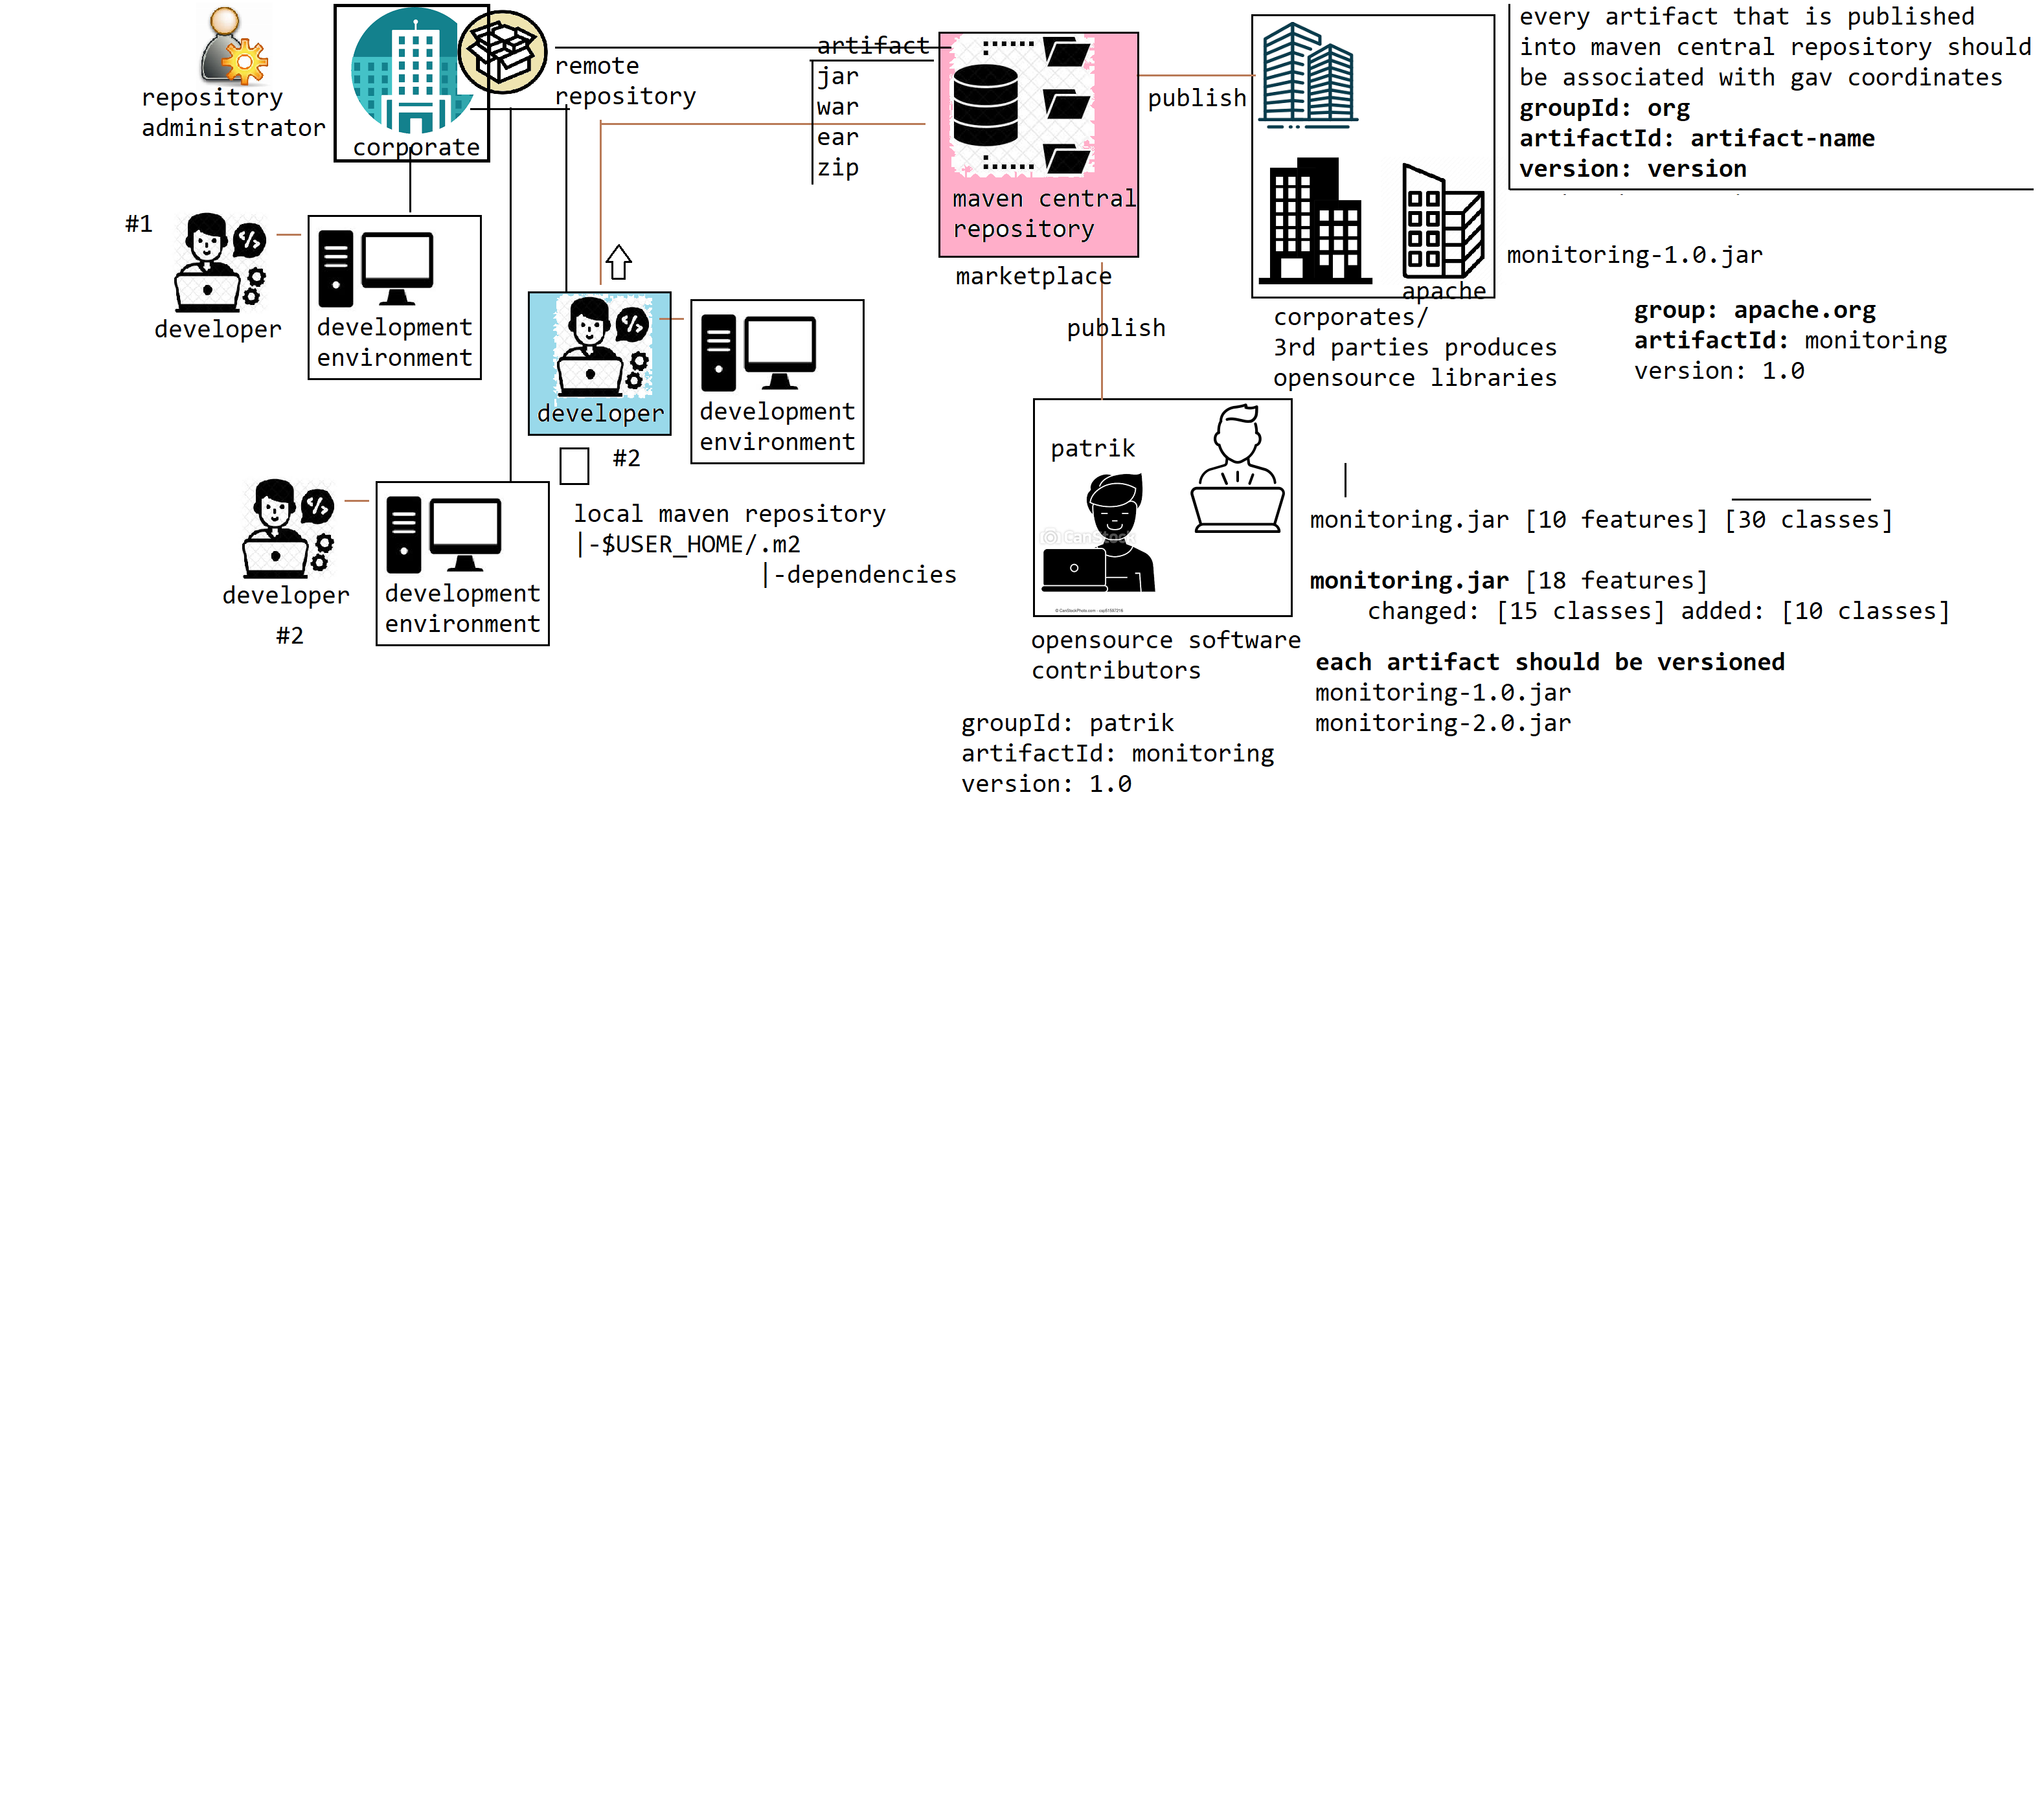 repository
administrator
corporate
remote
repository
artifact
jar
war
ear
zip
maven central
repository
marketplace
publish
publish
apache
corporates/
3rd parties produces
opensource libraries
every artifact that is published
into maven central repository should
be associated with gav coordinates
groupId: org
artifactId: artifact-name
version: version
monitoring-1.0.jar
group: apache.org
artifactId: monitoring
version: 1.0
#1
developer
development
environment
developer
#2
development
environment
developer
#2
development
environment
local maven repository
|-$USER_HOME/.m2
|-dependencies
patrik
CanStock
opensource software
contributors
groupId: patrik
artifactId: monitoring
version: 1.0
monitoring.jar [10 features] [30 classes]
monitoring.jar [18 features]
changed: [15 classes] added: [10 classes]
each artifact should be versioned
monitoring-1.0.jar
monitoring-2.0.jar